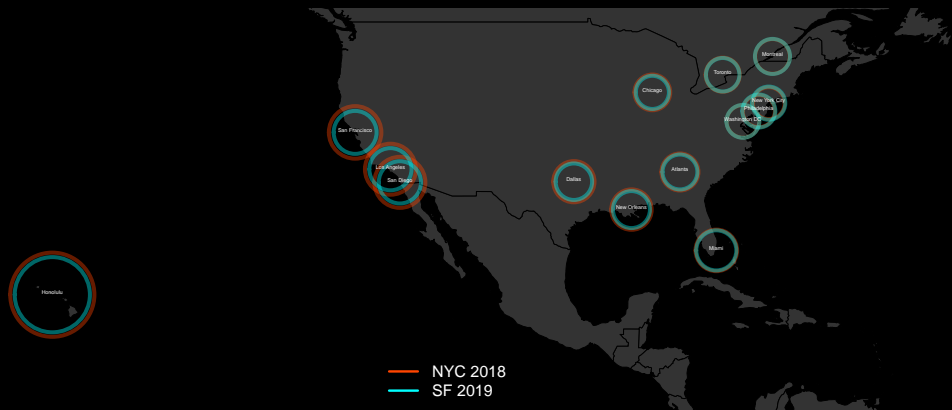 Montreal
Toronto
Chicago
New York City
Philadelphia
Washington DC
San Francisco
Los Angeles
San Diego
Dallas
Atlanta
New Orleans
Miami
Honolulu
NYC 2018
SF 2019